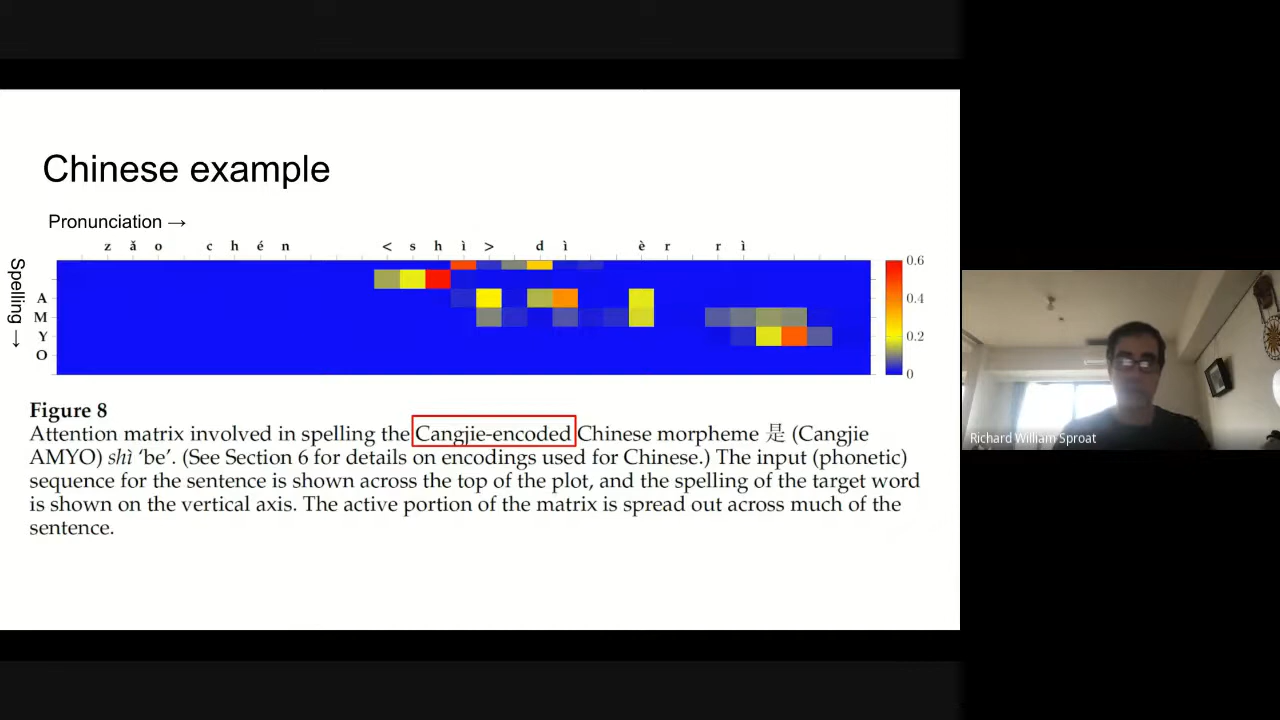 Chinese example
Pronunciation →
z ǎ o c h é n < s h ì > d ì è r r ì
Spelling →
A
M
Y
O
0.6
0.4
0.2
0
Figure 8
Attention matrix involved in spelling the Cangjie-encoded Chinese morpheme 是 (Cangjie
AMYO) shì ‘be’. (See Section 6 for details on encodings used for Chinese.) The input (phonetic)
sequence for the sentence is shown across the top of the plot, and the spelling of the target word
is shown on the vertical axis. The active portion of the matrix is spread out across much of the
sentence.
Richard William Sproat